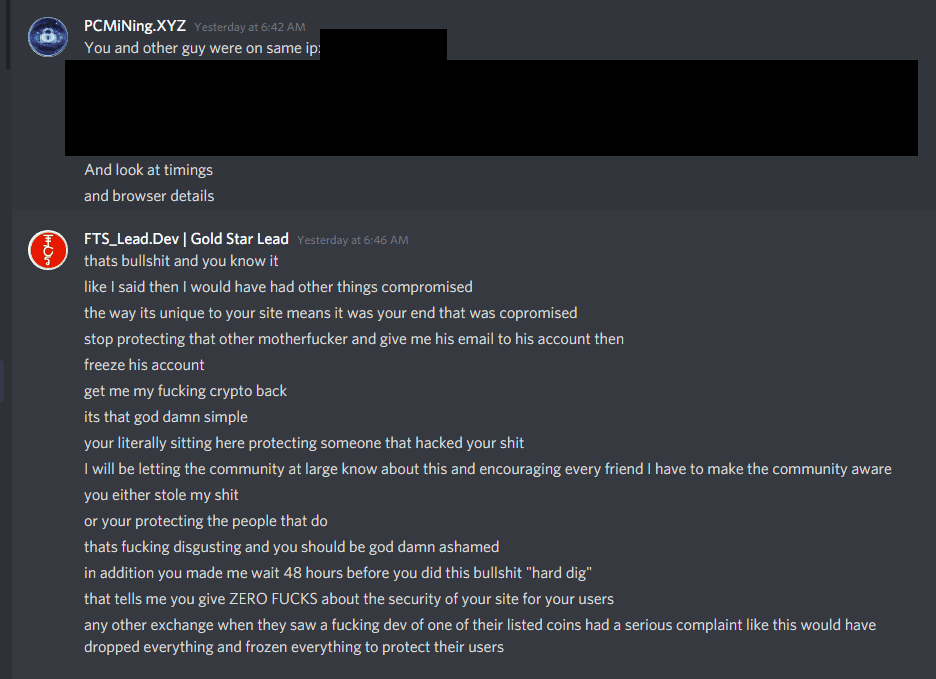 PCMiNing.XYZ Yesterday at 6:42 AM
You and other guy were on same ip:
And look at timings
and browser details
FTS_Lead.Dev | Gold Star Lead Yesterday at 6:46 AM
thats bullshit and you know it
like I said then I would have had other things compromised
the way its unique to your site means it was your end that was copromised
stop protecting that other motherfucker and give me his email to his account then
freeze his account
get me my fucking crypto back
its that god damn simple
your literally sitting here protecting someone that hacked your shit
I will be letting the community at large know about this and encouraging every friend I have to make the community aware
you either stole my shit
or your protecting the people that do
thats fucking disgusting and you should be god damn ashamed
in addition you made me wait 48 hours before you did this bullshit "hard dig"
that tells me you give ZERO FUCKS about the security of your site for your users
any other exchange when they saw a fucking dev of one of their listed coins had a serious complaint like this would have
dropped everything and frozen everything to protect their users